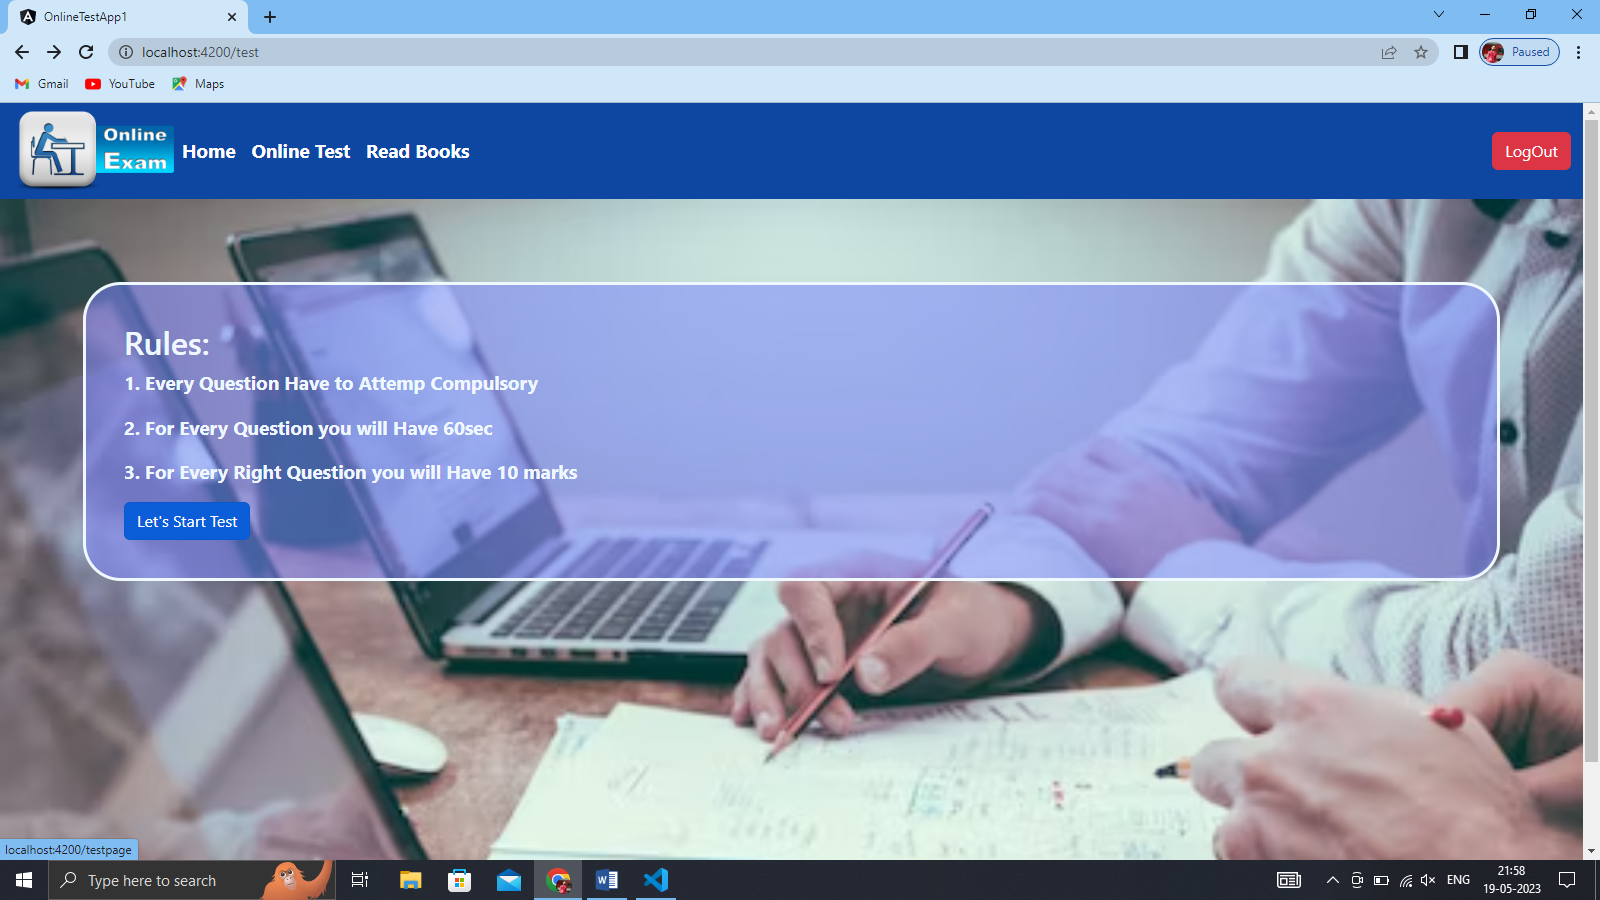 OnlineTestApp1
localhost:4200/test
Paused
Gmail
YouTube
Maps
Online
Exam
Home
Online Test
Read Books
LogOut
Rules:
1. Every Question Have to Attemp Compulsory
2. For Every Question you will Have 60sec
3. For Every Right Question you will Have 10 marks
Let's Start Test
localhost:4200/testpage
Type here to search
ENG
21:58
19-05-2023